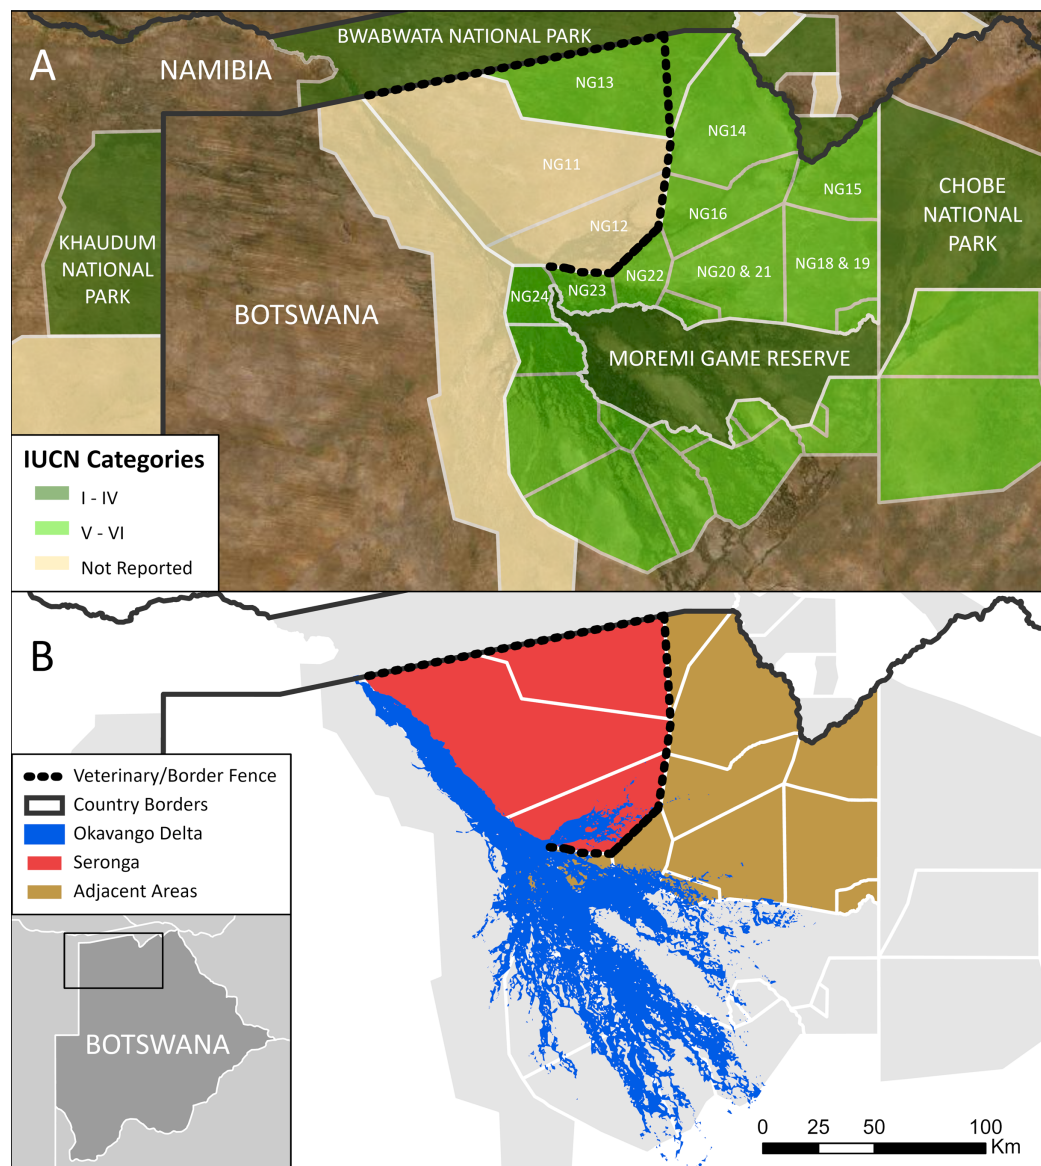 A
BWABWATA NATIONAL PARK
NAMIBIA
NG13
NG14
NG11
NG15
CHOBE
NATIONAL
PARK
NG16
NG12
KHAUDUM
NATIONAL
PARK
NG20 & 21
NG18 & 19
NG22
NG23
NG24
BOTSWANA
MOREMI GAME RESERVE
IUCN Categories
I - IV
V - VI
Not Reported
B
Veterinary/Border Fence
Country Borders
Okavango Delta
Seronga
Adjacent Areas
BOTSWANA
0 25 50 100
Km